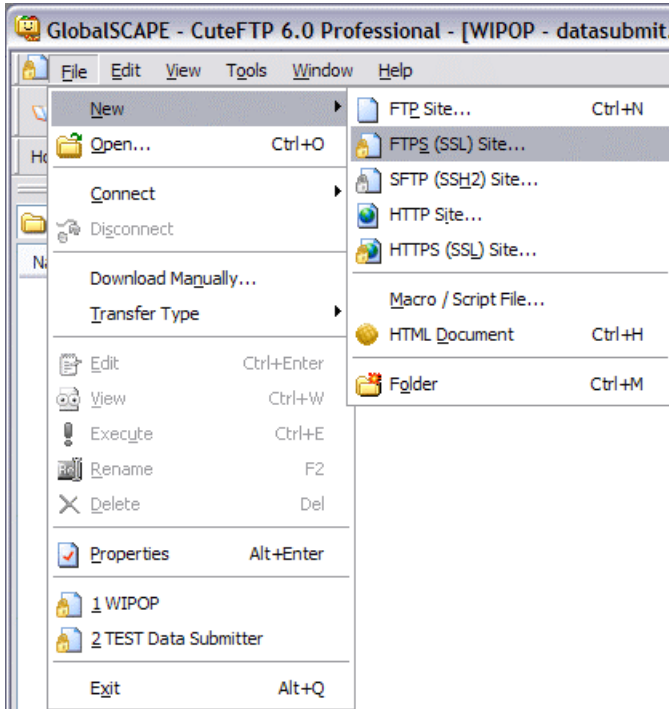 GlobalSCAPE - CuteFTP 6.0 Professional - [WIPOP - datasubmit.
File Edit View Tools Window Help
New
Open... Ctrl+O
Connect
Disconnect
Download Manually...
Transfer Type
Edit Ctrl+Enter
View Ctrl+W
Execute Ctrl+E
Rename F2
Delete Del
Properties Alt+Enter
1 WIPOP
2 TEST Data Submitter
Exit Alt+Q
FTP Site... Ctrl+N
FTPS (SSL) Site...
SFTP (SSH2) Site...
HTTP Site...
HTTPS (SSL) Site...
Macro / Script File...
HTML Document Ctrl+H
Folder Ctrl+M